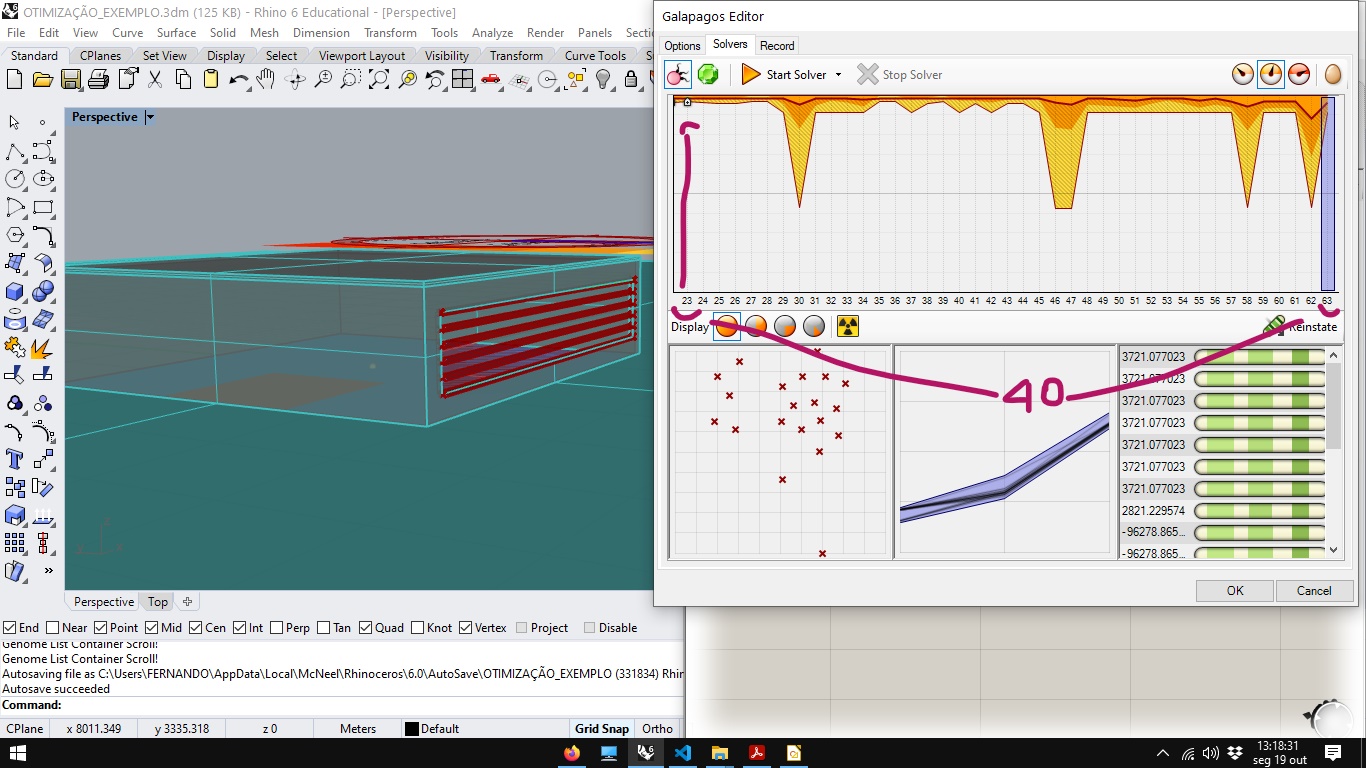 OTIMIZAÇÃO_EXEMPLO.3dm (125 KB) - Rhino 6 Educational - [Perspective]
File Edit View Curve Surface Solid Mesh Dimension Transform Tools Analyze Render Panels
Standard CPlanes Set View Display Select Viewport Layout Visibility Transform Curve Tools
Perspective
Perspective Top
End Near Point Mid Cen Int Perp Tan Quad Knot Vertex Project Disable
Genome List Container Scroll!
Genome List Container Scroll!
Autosaving file as C:\Users\FERNANDO\AppData\Local\McNeel\Rhinoceros\6.0\AutoSave\OTIMIZAÇÃO_EXEMPLO (331834) Rhin
Autosave succeeded
Command:
CPlane x 8011.349 y 3335.318 z 0 Meters Default Grid Snap Ortho
Galapagos Editor
Options Solvers Record
Start Solver Stop Solver
23 24 25 26 27 28 29 30 31 32 33 34 35 36 37 38 39 40 41 42 43 44 45 46 47 48 49 50 51 52 53 54 55 56 57 58 59 60 61 62 63
Display Reinstate
40
3721.077023
3721.077023
3721.077023
3721.077023
3721.077023
3721.077023
3721.077023
2821.229574
-96278.865...
-96278.865...
OK Cancel
13:18:31
seg 19 out